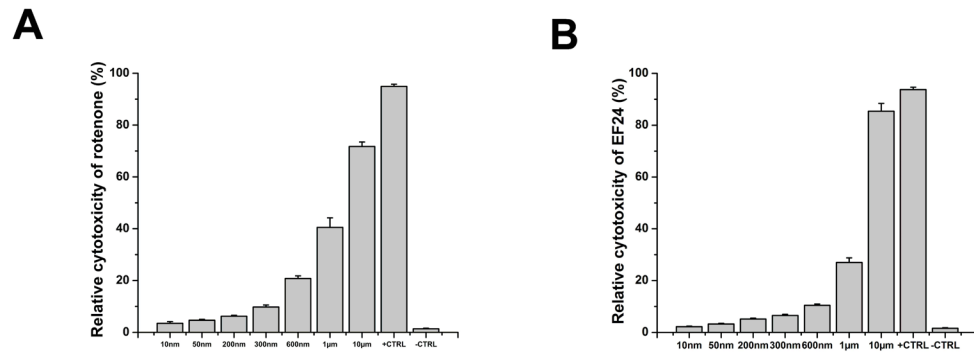 A
Relative cytotoxicity of rotenone (%)
100
80
60
40
20
0
10nm 50nm 200nm 300nm 600nm 1μm 10μm +CTRL -CTRL
B
Relative cytotoxicity of EF24 (%)
100
80
60
40
20
0
10nm 50nm 200nm 300nm 600nm 1μm 10μm +CTRL -CTRL